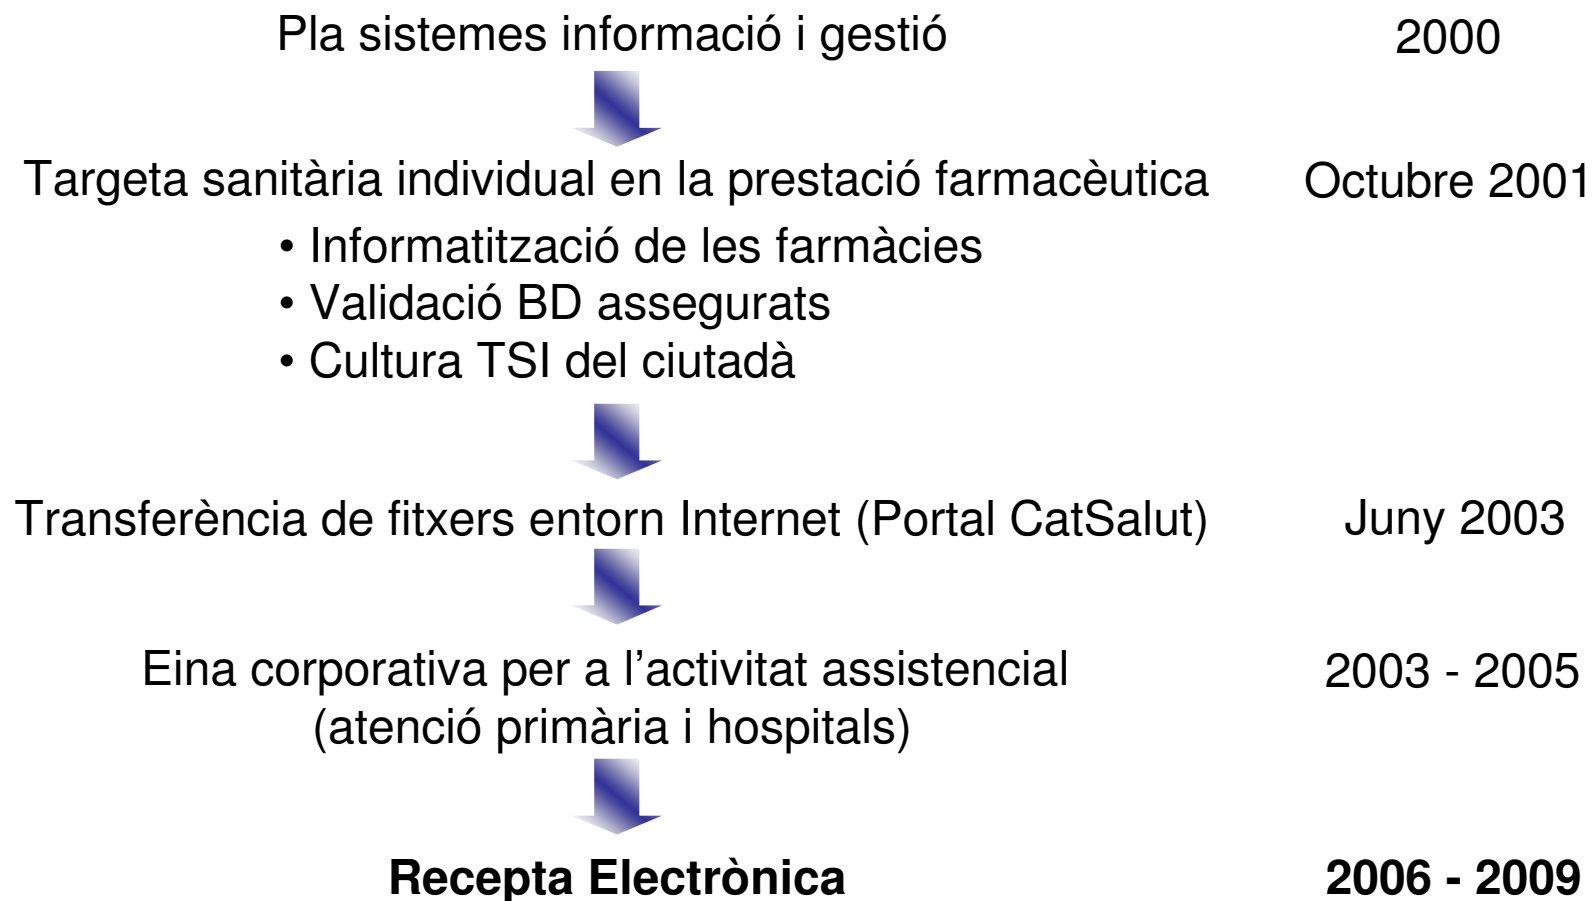 Pla sistemes informació i gestió 2000
Targeta sanitària individual en la prestació farmacèutica Octubre 2001
• Informatització de les farmàcies
• Validació BD assegurats
• Cultura TSI del ciutadà
Transferència de fitxers entorn Internet (Portal CatSalut) Juny 2003
Eina corporativa per a l’activitat assistencial 2003 - 2005
(atenció primària i hospitals)
Recepta Electrònica 2006 - 2009